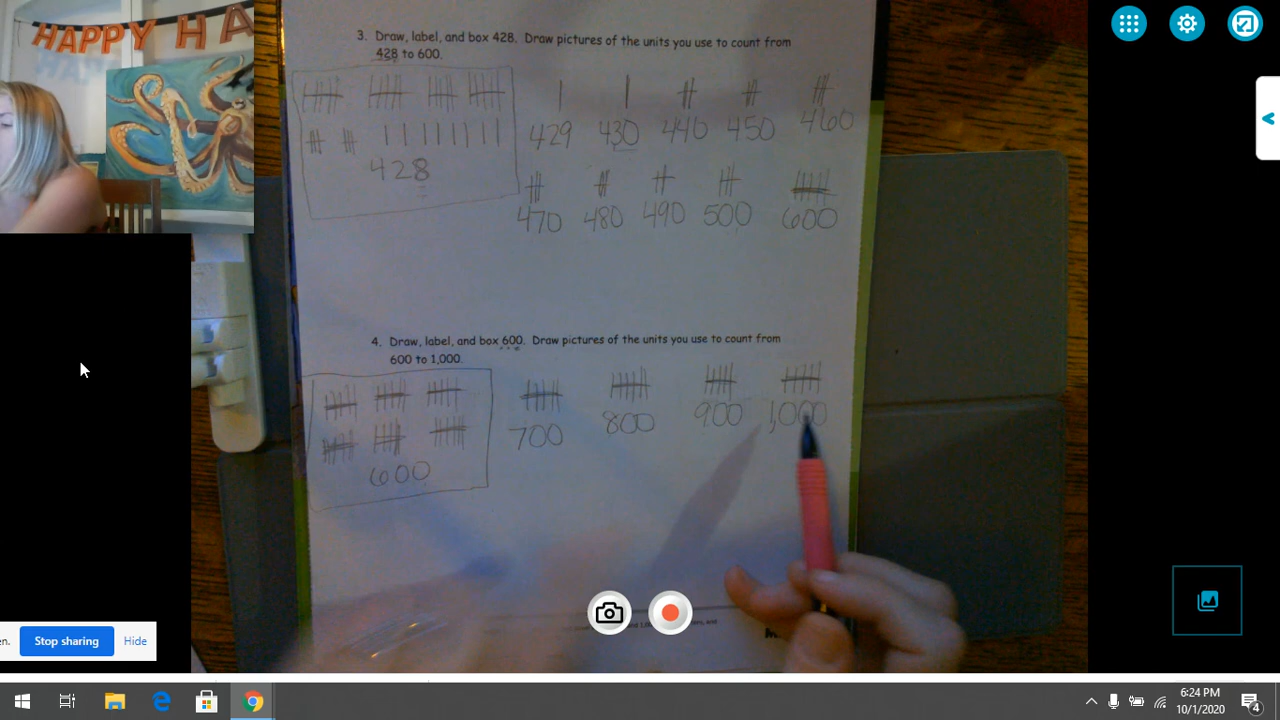 HAPPY HA
3. Draw, label, and box 428. Draw pictures of the units you use to count from
428 to 600.
429 430 440 450 460
428
470 480 490 500 600
4. Draw, label, and box 600. Draw pictures of the units you use to count from
600 to 1,000.
700 800 900 1,000
600
en. Stop sharing Hide
6:24 PM
10/1/2020
4